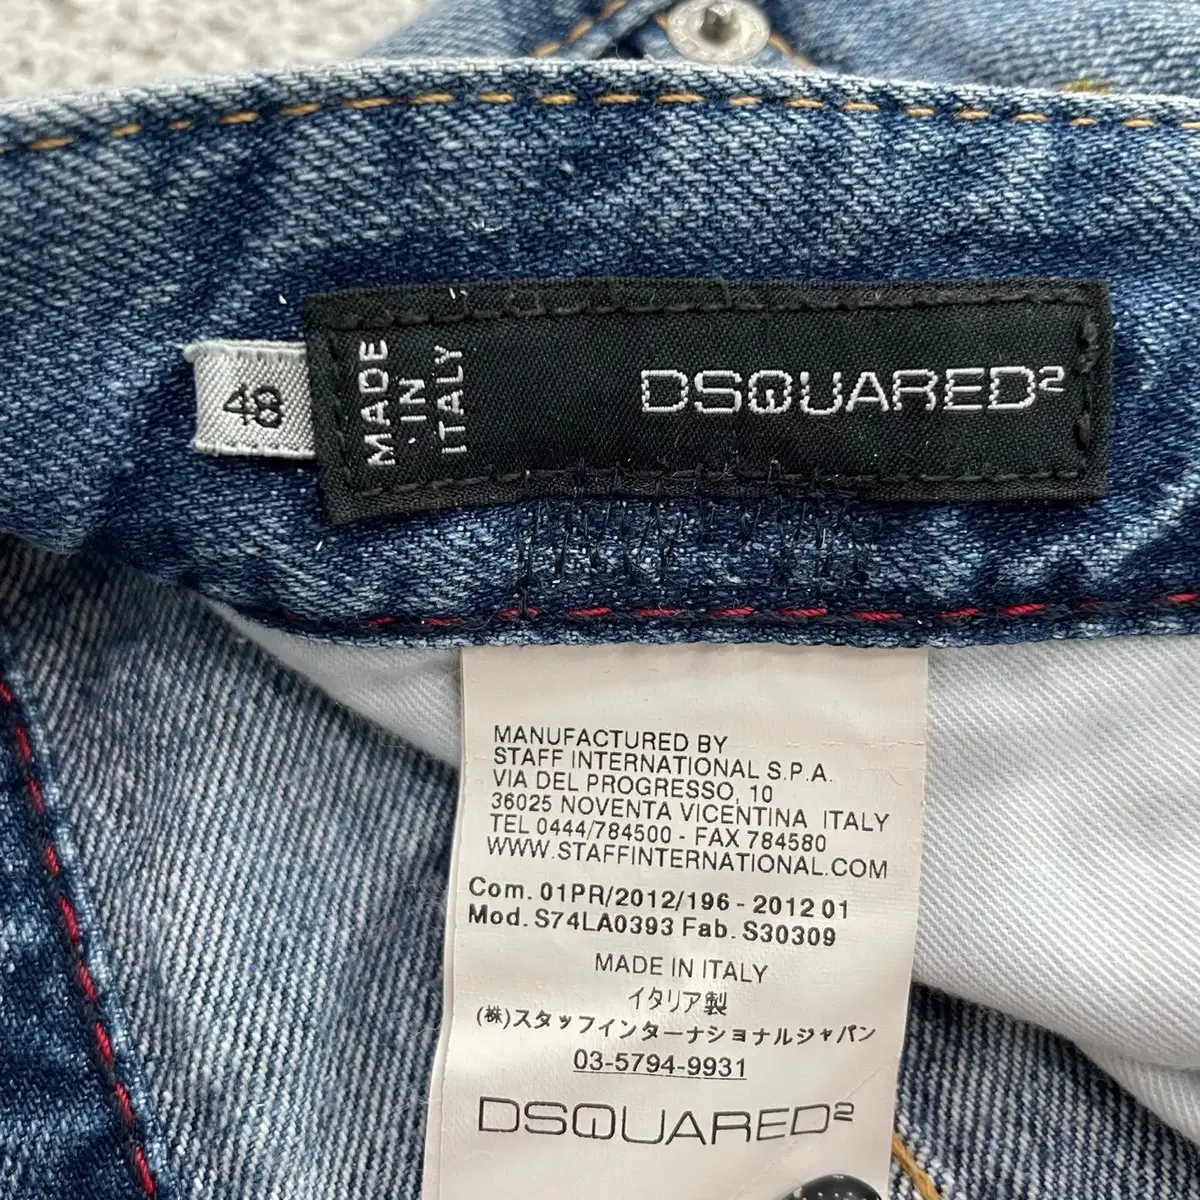 48
MADE
IN
ITALY
DSQUARED2
MANUFACTURED BY
STAFF INTERNATIONAL S.P.A.
VIA DEL PROGRESSO, 10
36025 NOVENTA VICENTINA ITALY
TEL 0444/784500 - FAX 784580
WWW.STAFFINTERNATIONAL.COM
Com. 01PR/2012/196 - 2012 01
Mod. S74LA0393 Fab. S30309
MADE IN ITALY
イタリア製
(株)スタッフインターナショナルジャパン
03-5794-9931
DSQUARED2